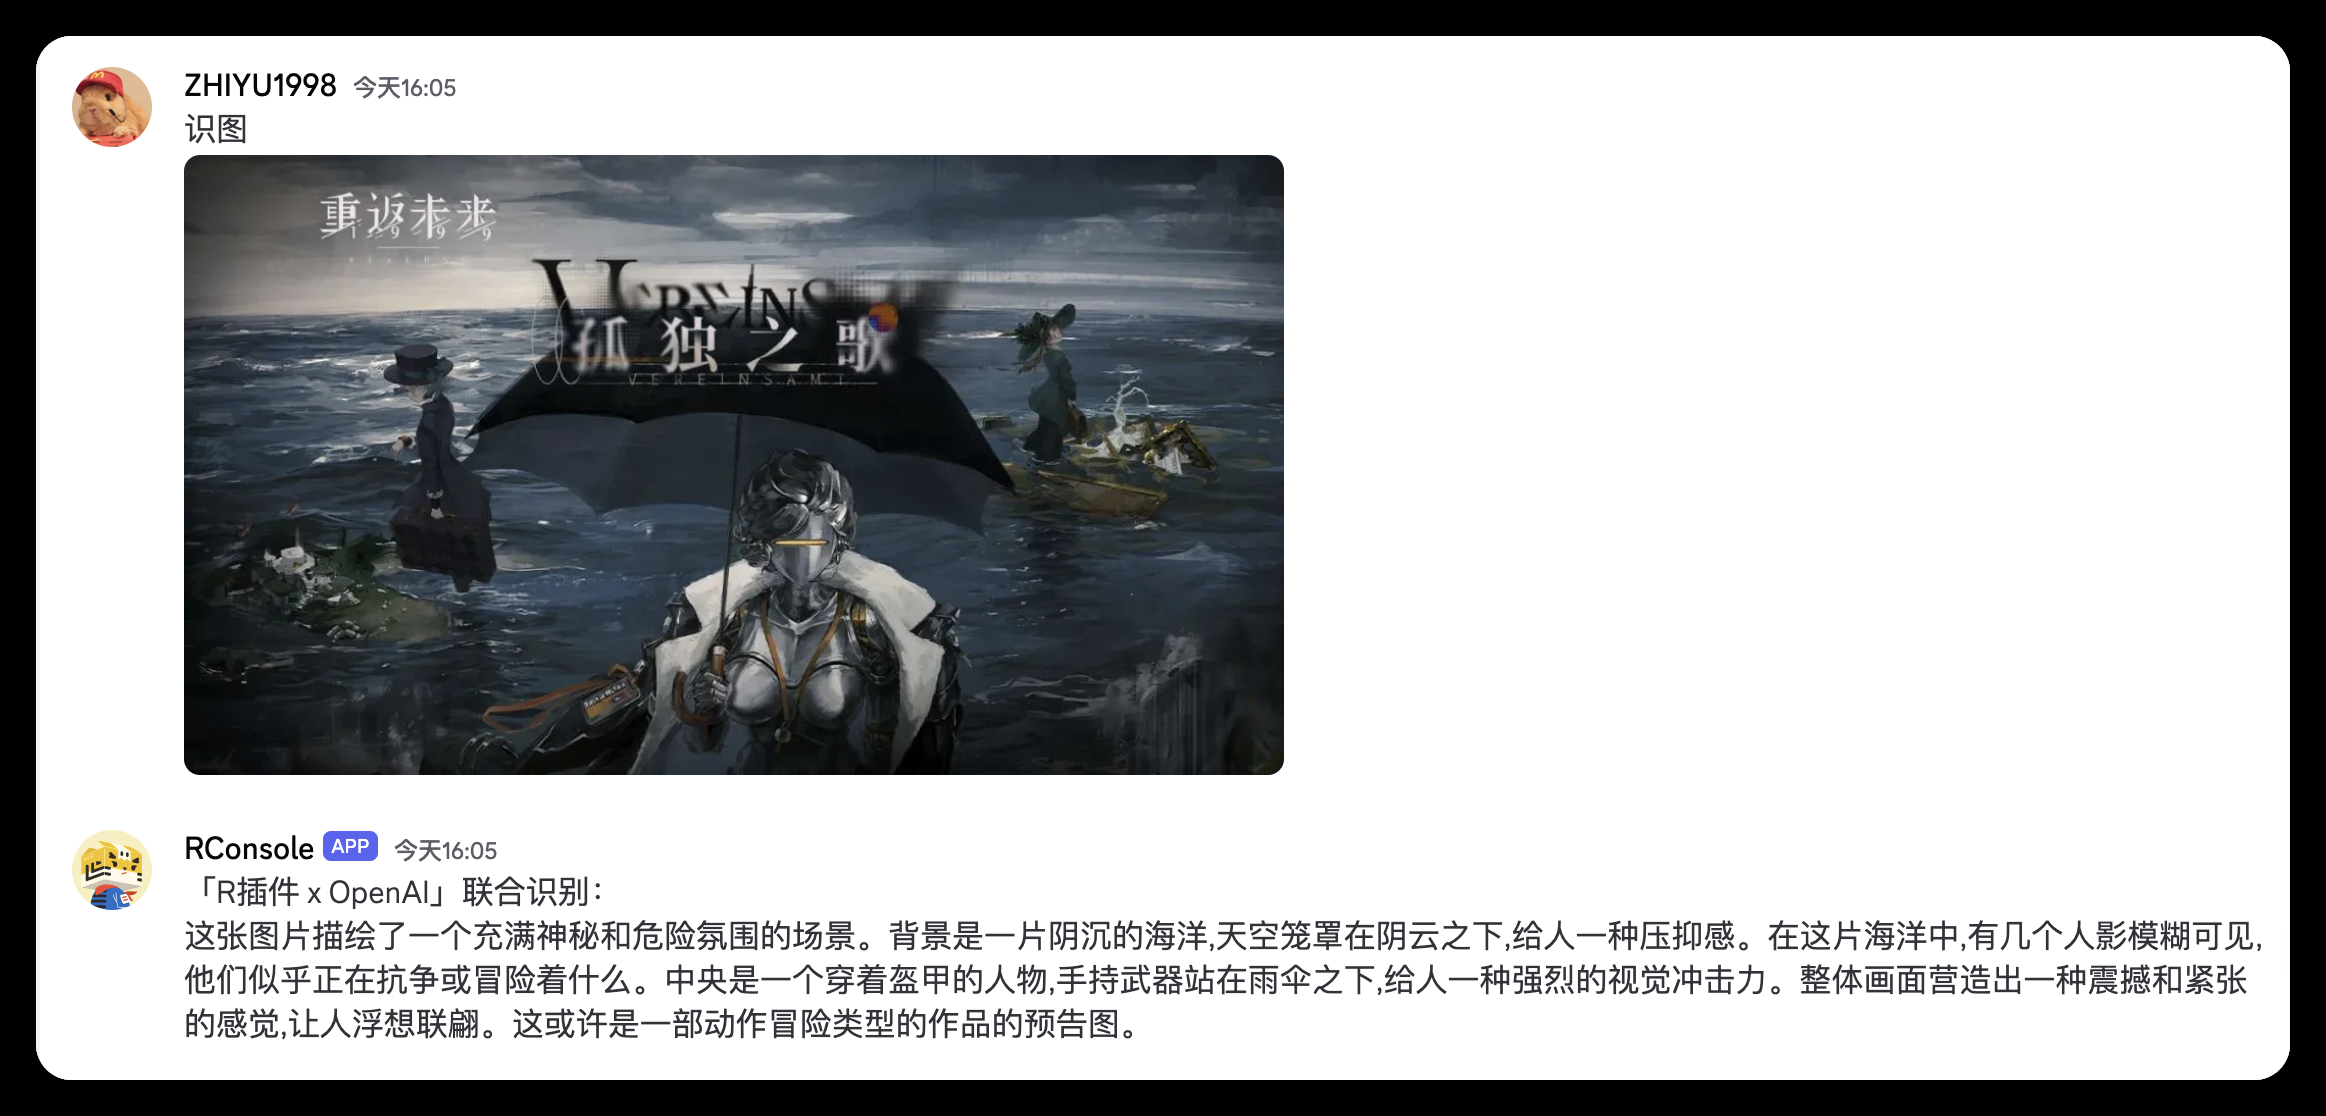 ZHIYU1998 今天16:05
识图
重返未来
1999
VEREINS
孤独之歌
VEREINSAMT
RConsole APP 今天16:05
「R插件 x OpenAI」联合识别：
这张图片描绘了一个充满神秘和危险氛围的场景。背景是一片阴沉的海洋,天空笼罩在阴云之下,给人一种压抑感。在这片海洋中,有几个人影模糊可见,
他们似乎正在抗争或冒险着什么。中央是一个穿着盔甲的人物,手持武器站在雨伞之下,给人一种强烈的视觉冲击力。整体画面营造出一种震撼和紧张
的感觉,让人浮想联翩。这或许是一部动作冒险类型的作品的预告图。